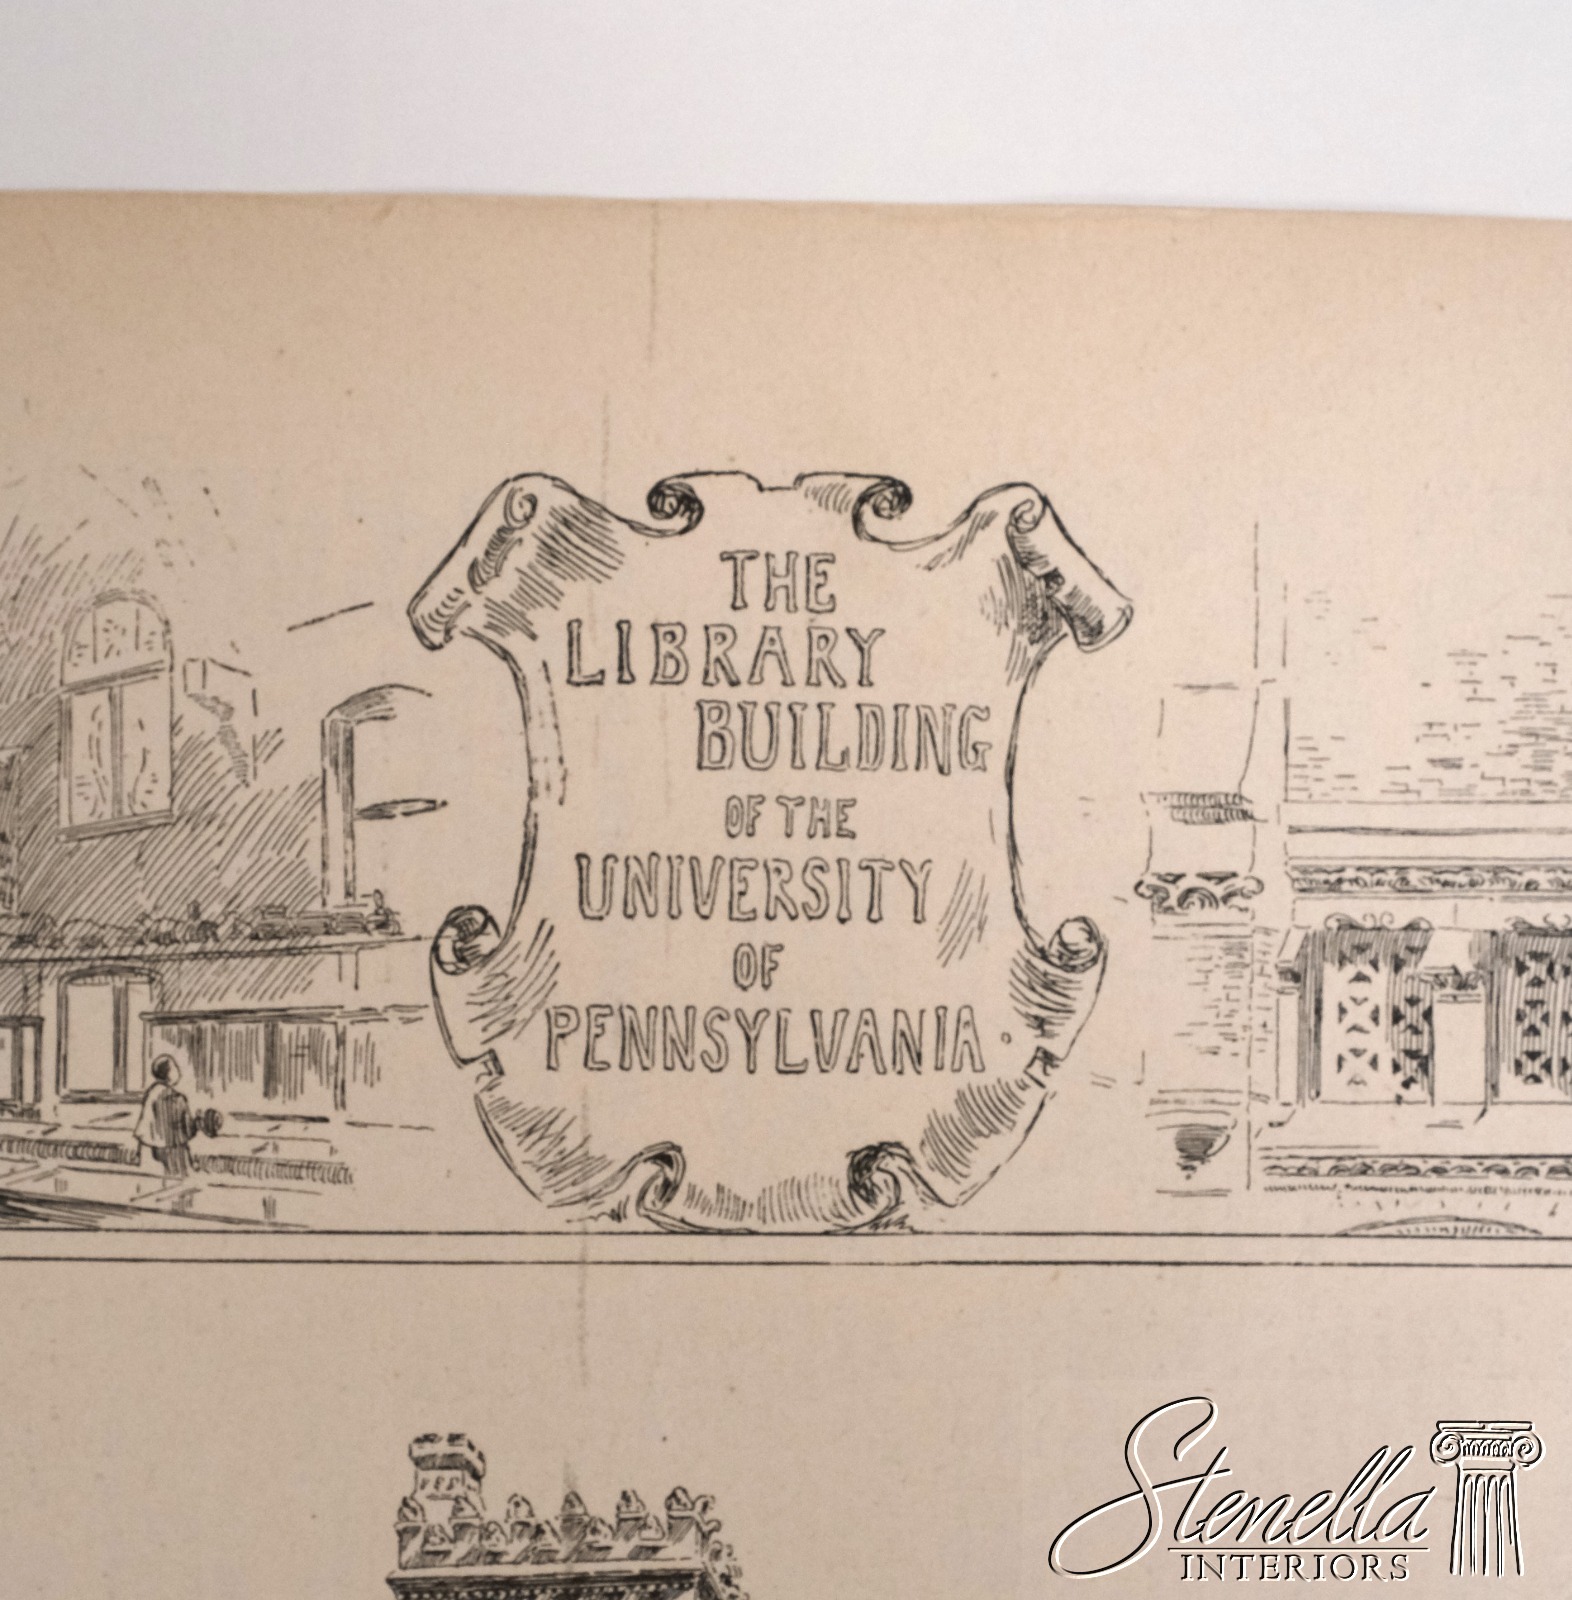 THE
LIBRARY
BUILDING
OF THE
UNIVERSITY
OF
PENNSYLVANIA.
Stenella
INTERIORS